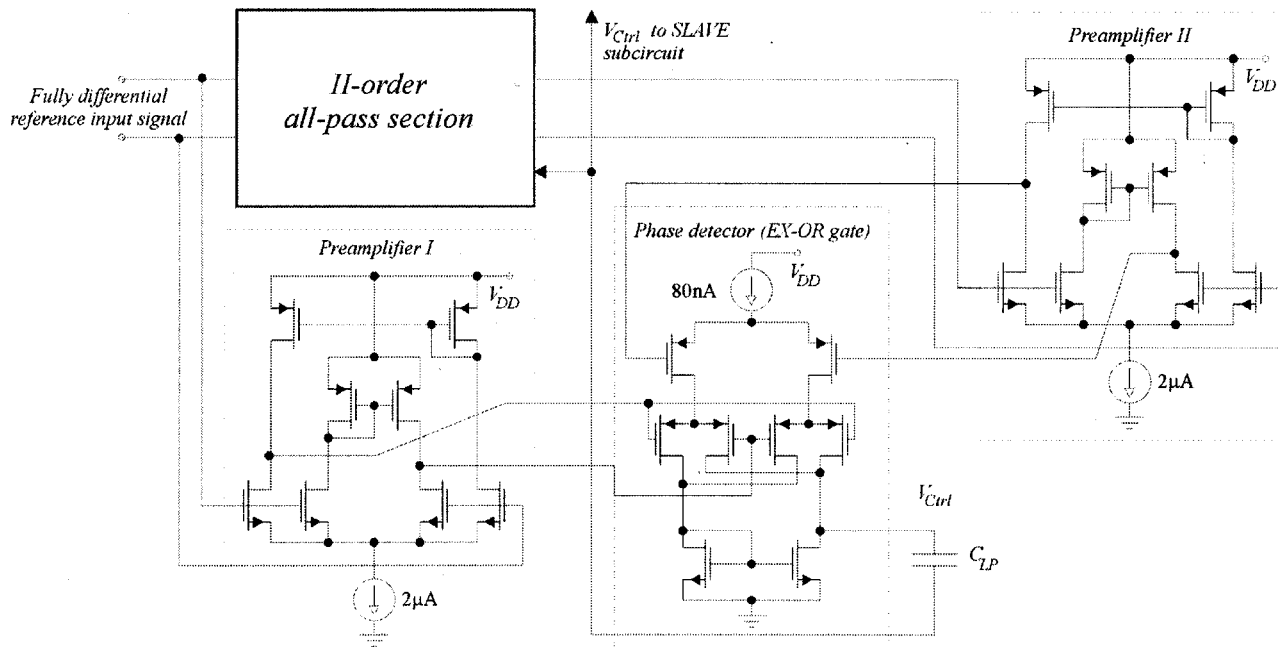 V_Ctrl to SLAVE
subcircuit
Preamplifier II
V_DD
II-order
all-pass section
Fully differential
reference input signal
Preamplifier I
V_DD
Phase detector (EX-OR gate)
V_DD
80nA
2µA
V_Ctrl
C_LP
2µA